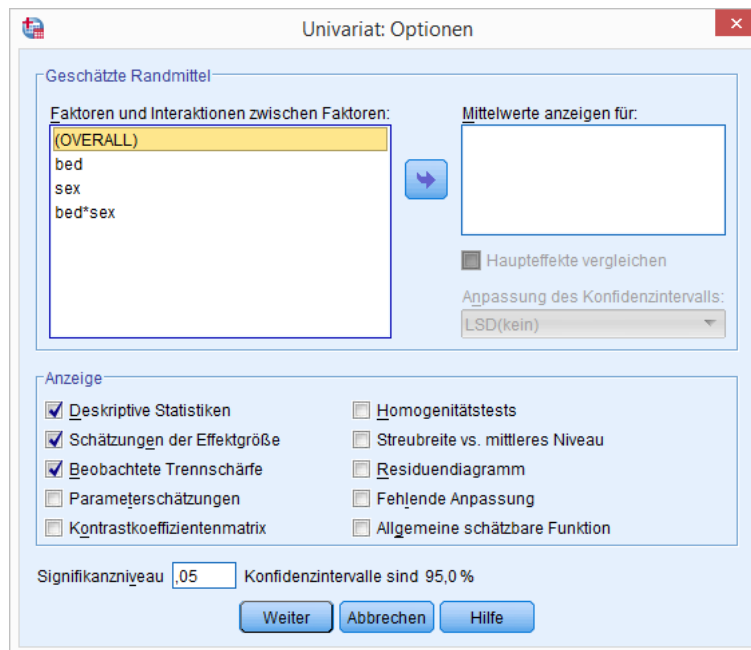 Univariat: Optionen
Geschätzte Randmittel
Faktoren und Interaktionen zwischen Faktoren:
(OVERALL)
bed
sex
bed*sex
Mittelwerte anzeigen für:
Haupteffekte vergleichen
Anpassung des Konfidenzintervalls:
LSD(kein)
Anzeige
Deskriptive Statistiken
Schätzungen der Effektgröße
Beobachtete Trennschärfe
Parameterschätzungen
Kontrastkoeffizientenmatrix
Homogenitätstests
Streubreite vs. mittleres Niveau
Residuendiagramm
Fehlende Anpassung
Allgemeine schätzbare Funktion
Signifikanzniveau ,05 Konfidenzintervalle sind 95,0 %
Weiter Abbrechen Hilfe